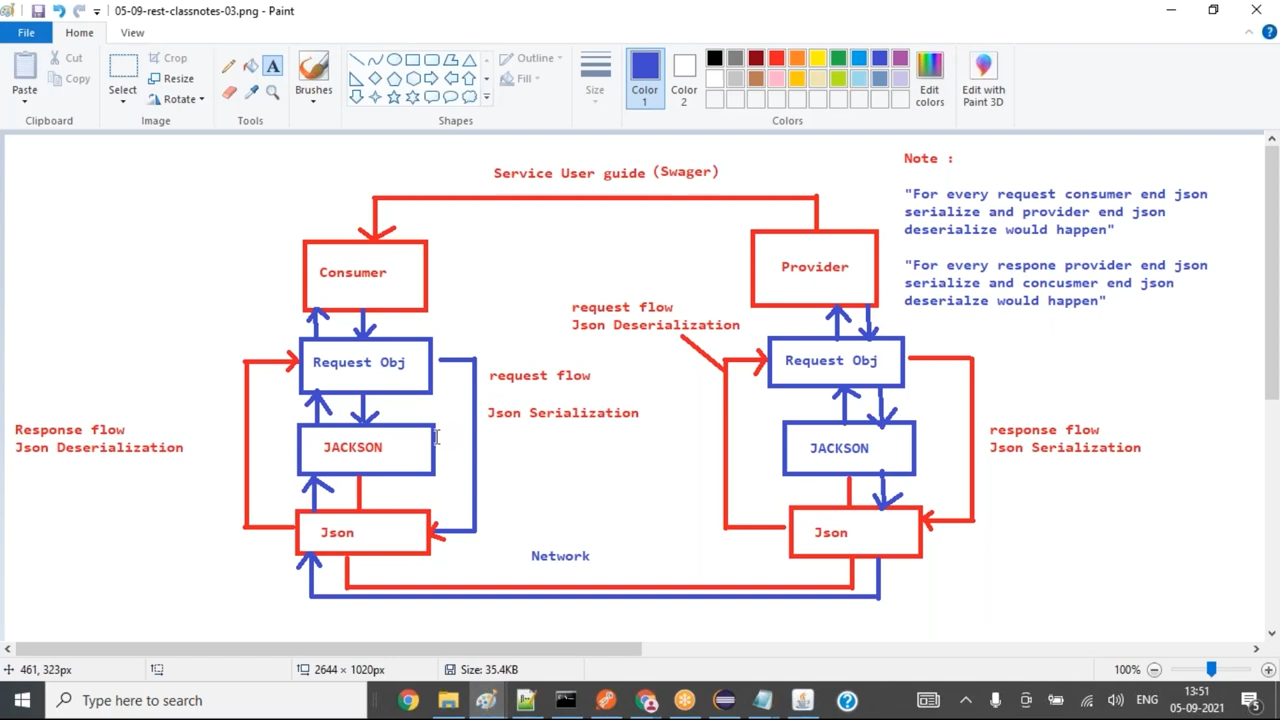 05-09-rest-classnotes-03.png - Paint
File
Home
View
Paste
Cut
Copy
Clipboard
Select
Crop
Resize
Rotate
Image
A
Tools
Brushes
Shapes
Outline
Fill
Size
Color
1
Color
2
Colors
Edit
colors
Edit with
Paint 3D
Service User guide (Swager)
Note :
"For every request consumer end json
serialize and provider end json
deserialize would happen"
"For every respone provider end json
serialize and concusmer end json
deserialze would happen"
Consumer
Provider
request flow
Json Deserialization
Request Obj
Request Obj
request flow
Json Serialization
Response flow
Json Deserialization
JACKSON
JACKSON
response flow
Json Serialization
Json
Json
Network
461, 323px
2644 × 1020px
Size: 35.4KB
100%
Type here to search
ENG
13:51
05-09-2021
5